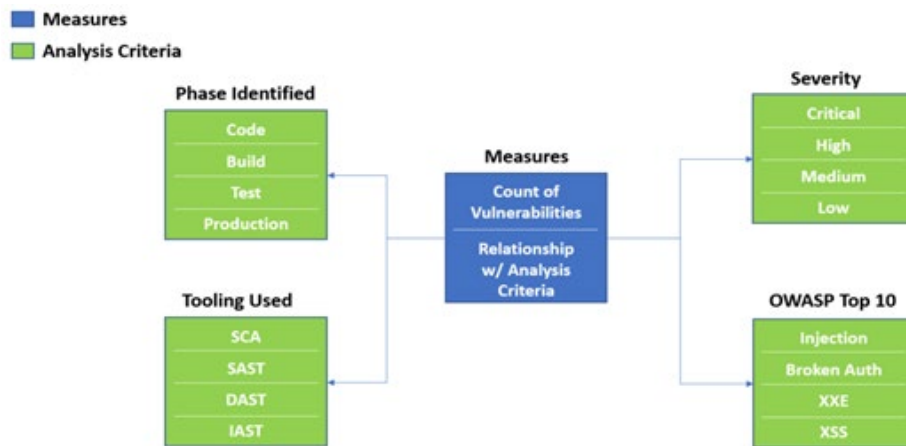 Measures
Analysis Criteria
Phase Identified
Code
Build
Test
Production
Tooling Used
SCA
SAST
DAST
IAST
Measures
Count of
Vulnerabilities
Relationship
w/ Analysis
Criteria
Severity
Critical
High
Medium
Low
OWASP Top 10
Injection
Broken Auth
XXE
XSS